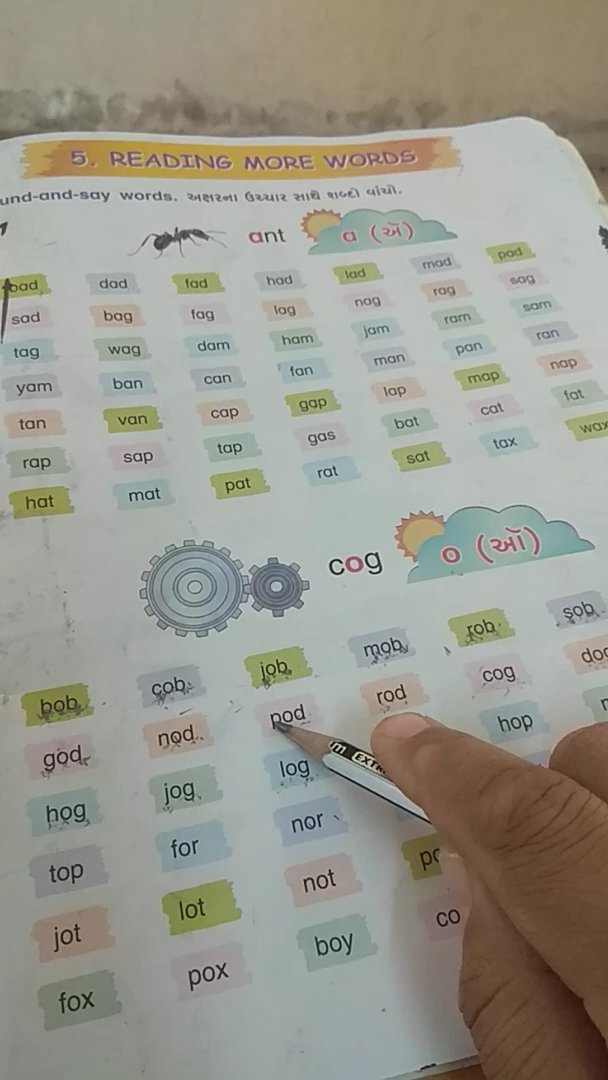 5. READING MORE WORDS
und-and-say words. અક્ષરના ઉચ્ચાર સાથે શબ્દો વાંચો.
ant a (ઍ)
bad dad fad had lad mad pad
sad bag fag lag nag rag sag
tag wag dam ham jam ram sam
yam ban can fan man pan ran
tan van cap gap lap map nap
rap sap tap gas bat cat fat
hat mat pat rat sat tax wax
cog o (ઑ)
bob cob job mob rob sob
god nod pod rod cog
hog jog log hop
top for nor
jot lot not
fox pox boy co
EXTR